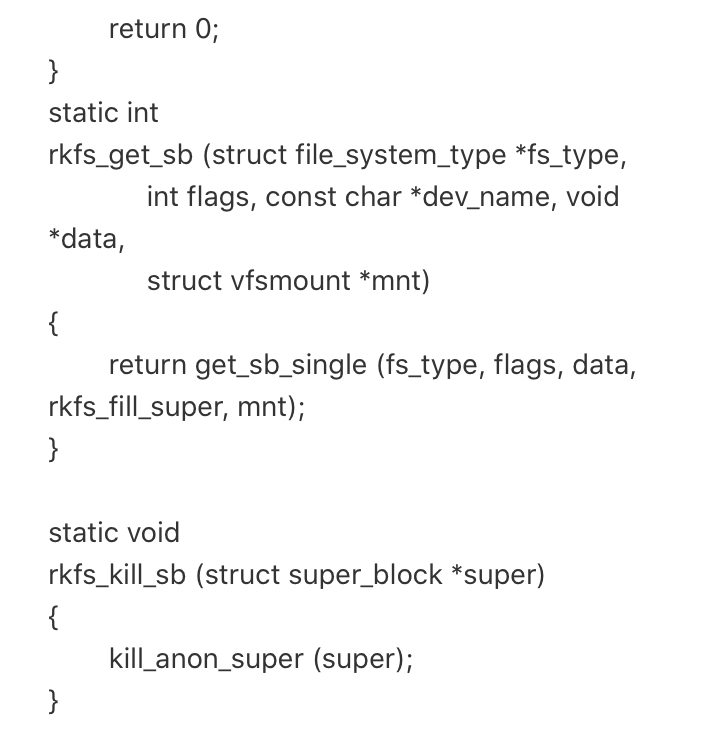 return 0;
}
static int
rkfs_get_sb (struct file_system_type *fs_type,
int flags, const char *dev_name, void
*data,
struct vfsmount *mnt)
{
return get_sb_single (fs_type, flags, data,
rkfs_fill_super, mnt);
}
static void
rkfs_kill_sb (struct super_block *super)
{
kill_anon_super (super);
}